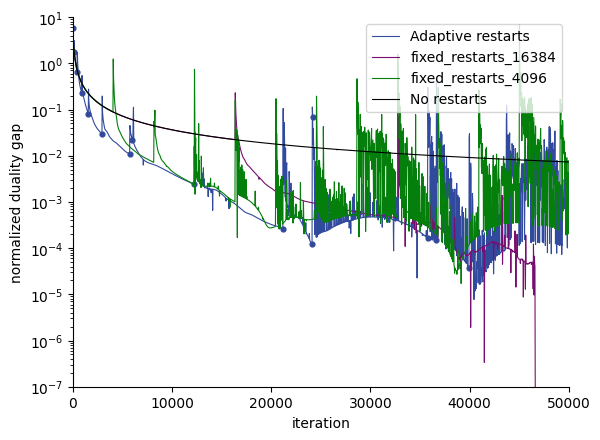 10^1
10^0
10^-1
10^-2
10^-3
10^-4
10^-5
10^-6
10^-7
normalized duality gap
Adaptive restarts
fixed_restarts_16384
fixed_restarts_4096
No restarts
0 10000 20000 30000 40000 50000
iteration